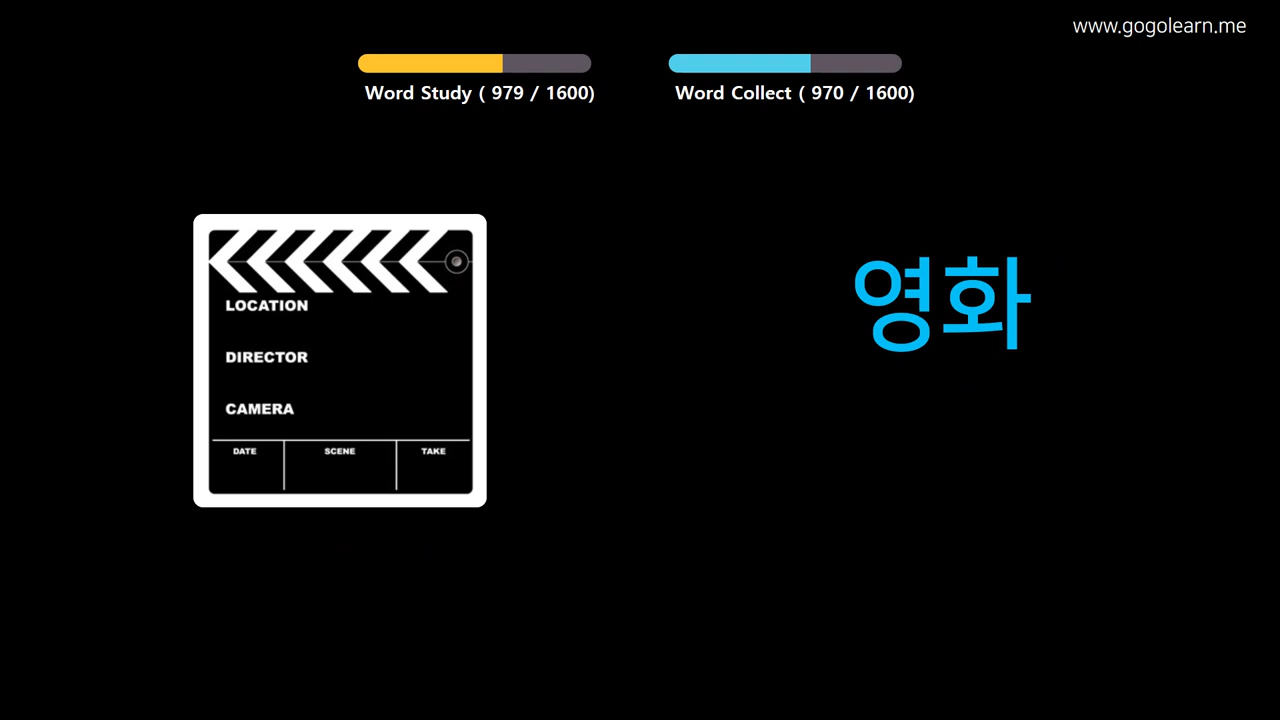 www.gogolearn.me
Word Study ( 979 / 1600)
Word Collect ( 970 / 1600)
영화
LOCATION
DIRECTOR
CAMERA
DATE
SCENE
TAKE